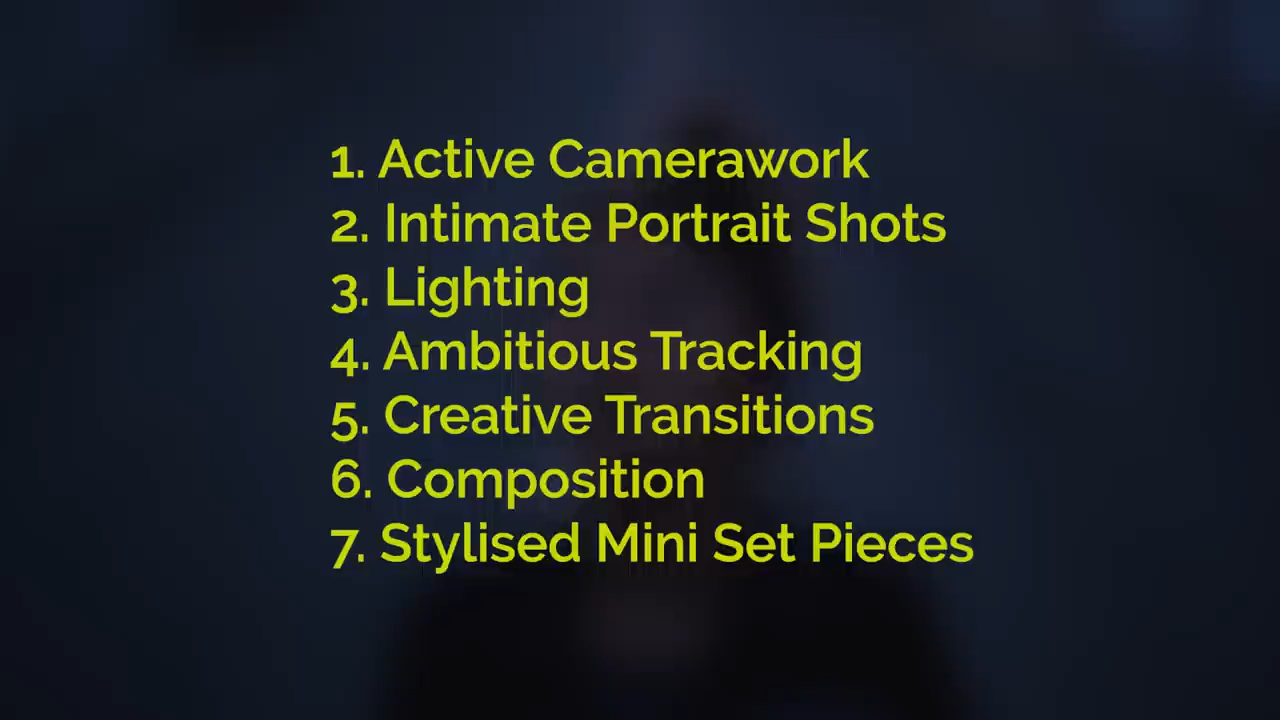 1. Active Camerawork
2. Intimate Portrait Shots
3. Lighting
4. Ambitious Tracking
5. Creative Transitions
6. Composition
7. Stylised Mini Set Pieces